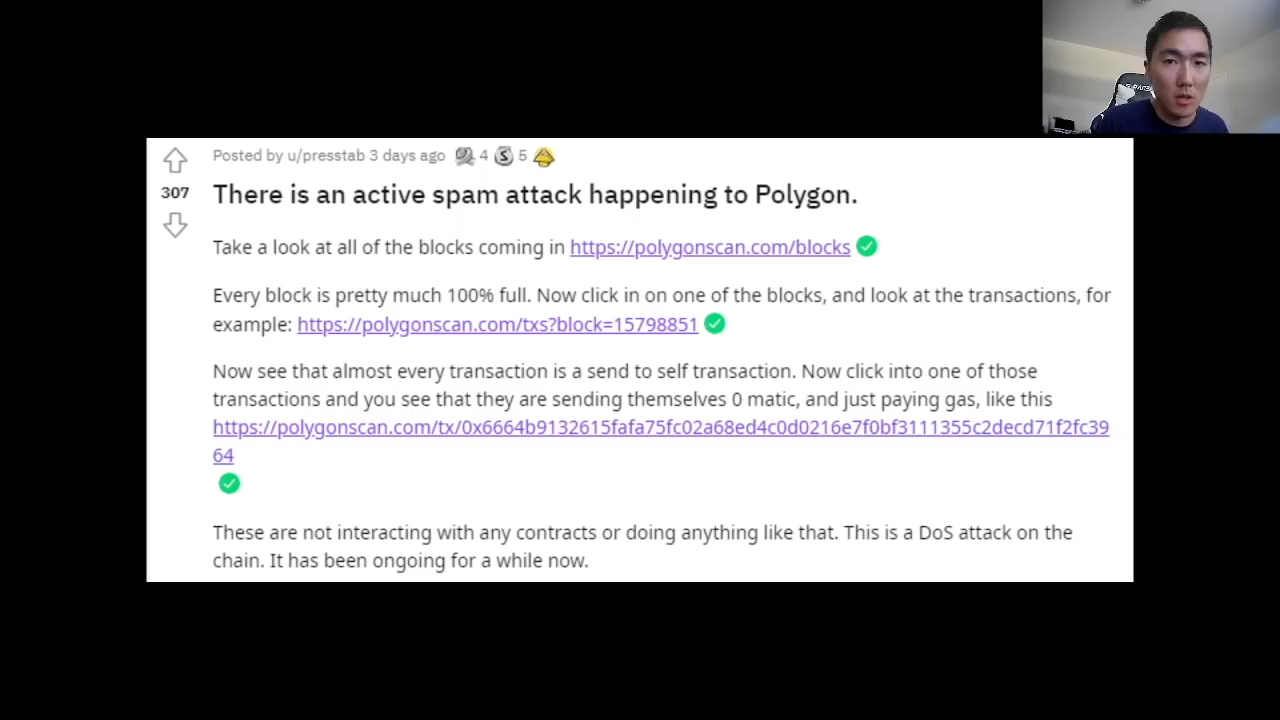 Posted by u/presstab 3 days ago 4 S 5
307
There is an active spam attack happening to Polygon.
Take a look at all of the blocks coming in https://polygonscan.com/blocks
Every block is pretty much 100% full. Now click in on one of the blocks, and look at the transactions, for
example: https://polygonscan.com/txs?block=15798851
Now see that almost every transaction is a send to self transaction. Now click into one of those
transactions and you see that they are sending themselves 0 matic, and just paying gas, like this
https://polygonscan.com/tx/0x6664b9132615fafa75fc02a68ed4c0d0216e7f0bf3111355c2decd71f2fc39
64
These are not interacting with any contracts or doing anything like that. This is a DoS attack on the
chain. It has been ongoing for a while now.